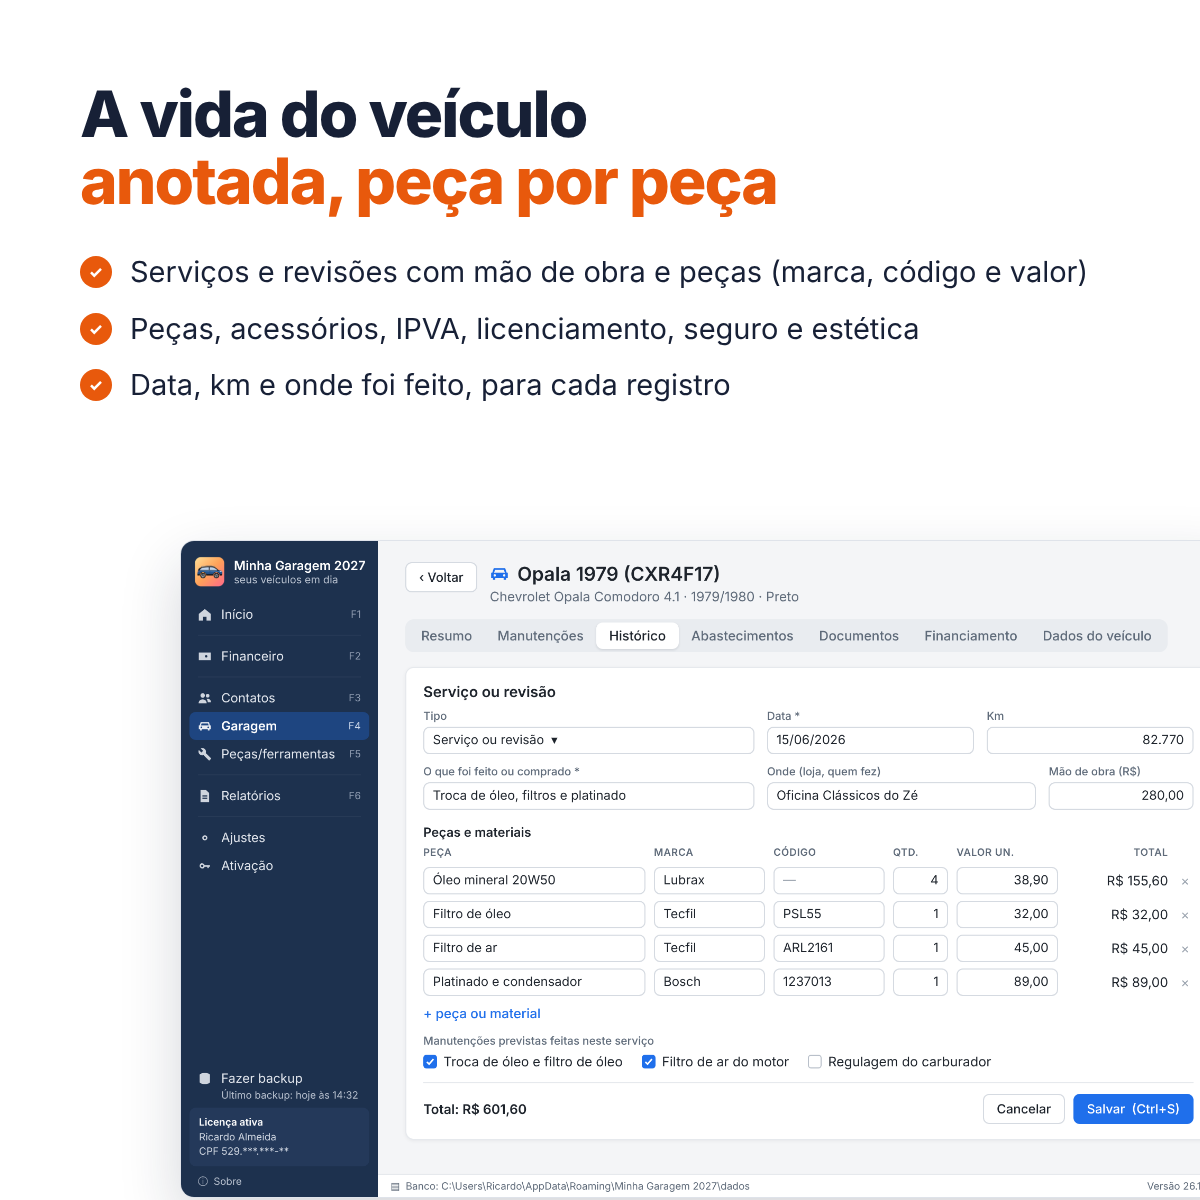 A vida do veículo
anotada, peça por peça
Serviços e revisões com mão de obra e peças (marca, código e valor)
Peças, acessórios, IPVA, licenciamento, seguro e estética
Data, km e onde foi feito, para cada registro
Minha Garagem 2027
seus veículos em dia
Início F1
Financeiro F2
Contatos F3
Garagem F4
Peças/ferramentas F5
Relatórios F6
Ajustes
Ativação
Fazer backup
Último backup: hoje às 14:32
Licença ativa
Ricardo Almeida
CPF 529.***.***-**
Sobre
‹ Voltar
Opala 1979 (CXR4F17)
Chevrolet Opala Comodoro 4.1 · 1979/1980 · Preto
Resumo Manutenções Histórico Abastecimentos Documentos Financiamento Dados do veículo
Serviço ou revisão
Tipo Data * Km
Serviço ou revisão ▾ 15/06/2026 82.770
O que foi feito ou comprado * Onde (loja, quem fez) Mão de obra (R$)
Troca de óleo, filtros e platinado Oficina Clássicos do Zé 280,00
Peças e materiais
PEÇA MARCA CÓDIGO QTD. VALOR UN. TOTAL
Óleo mineral 20W50 Lubrax — 4 38,90 R$ 155,60 ×
Filtro de óleo Tecfil PSL55 1 32,00 R$ 32,00 ×
Filtro de ar Tecfil ARL2161 1 45,00 R$ 45,00 ×
Platinado e condensador Bosch 1237013 1 89,00 R$ 89,00 ×
+ peça ou material
Manutenções previstas feitas neste serviço
Troca de óleo e filtro de óleo Filtro de ar do motor Regulagem do carburador
Total: R$ 601,60 Cancelar Salvar (Ctrl+S)
Banco: C:\Users\Ricardo\AppData\Roaming\Minha Garagem 2027\dados Versão 26.1